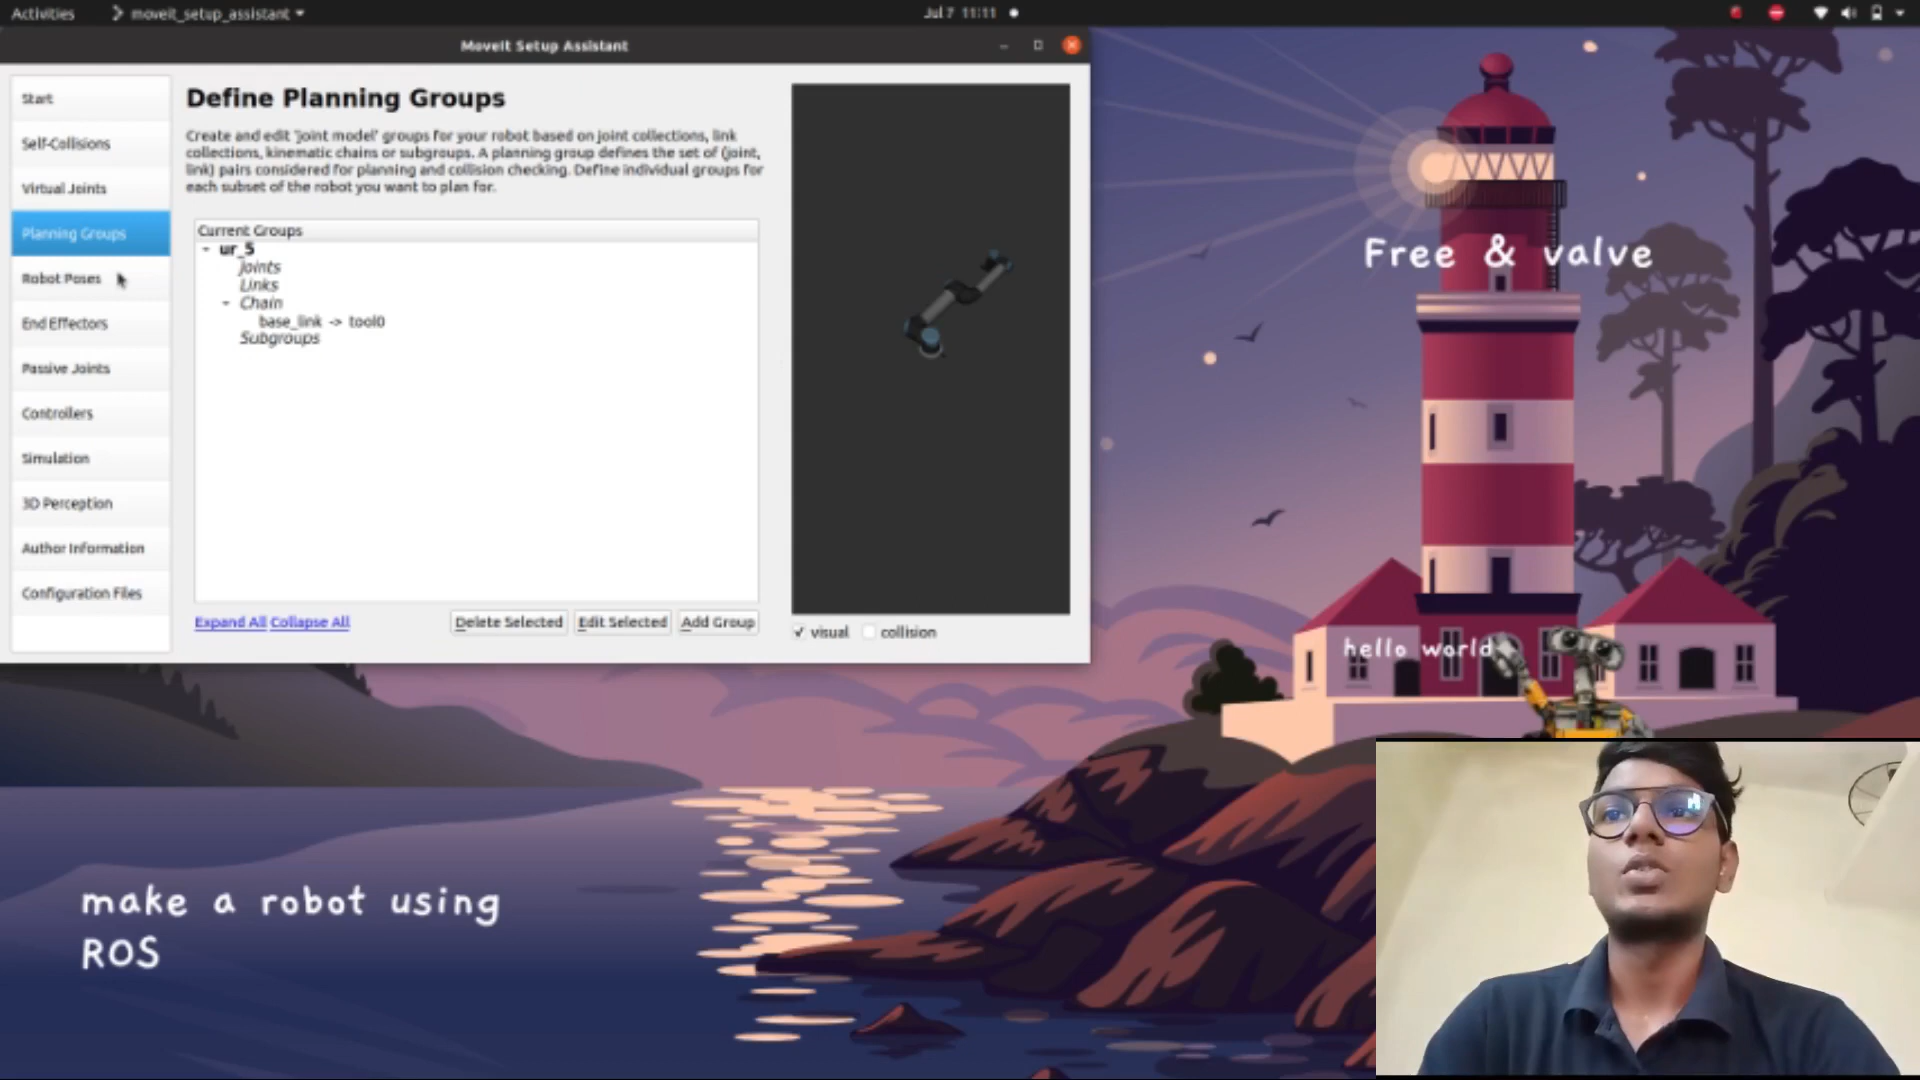 Activities
moveit_setup_assistant
Jul 7 11:11
MoveIt Setup Assistant
Start
Self-Collisions
Virtual Joints
Planning Groups
Robot Poses
End Effectors
Passive Joints
Controllers
Simulation
3D Perception
Author Information
Configuration Files
Define Planning Groups
Create and edit 'joint model' groups for your robot based on joint collections, link
collections, kinematic chains or subgroups. A planning group defines the set of (joint,
link) pairs considered for planning and collision checking. Define individual groups for
each subset of the robot you want to plan for.
Current Groups
ur_5
Joints
Links
Chain
base_link -> tool0
Subgroups
Expand All Collapse All
Delete Selected
Edit Selected
Add Group
visual
collision
Free & valve
hello world
make a robot using
ROS